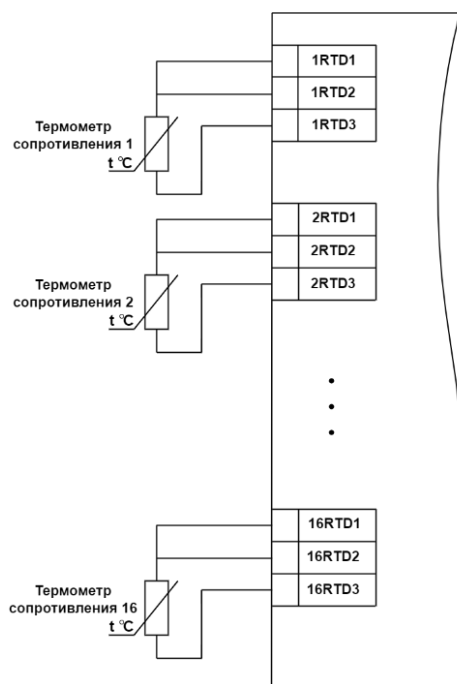 1RTD1
1RTD2
1RTD3
Термометр
сопротивления 1
t °C
2RTD1
2RTD2
2RTD3
Термометр
сопротивления 2
t °C
16RTD1
16RTD2
16RTD3
Термометр
сопротивления 16
t °C